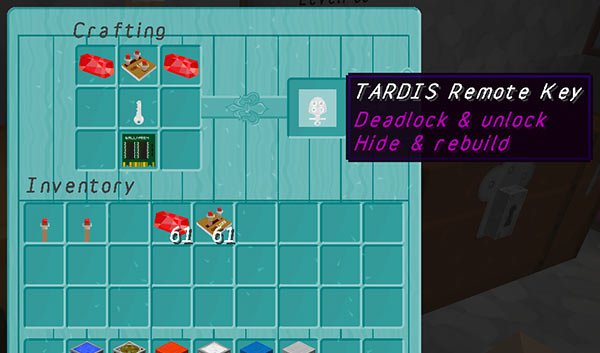 Crafting
TARDIS Remote Key
Deadlock & unlock
Hide & rebuild
Inventory
61
61